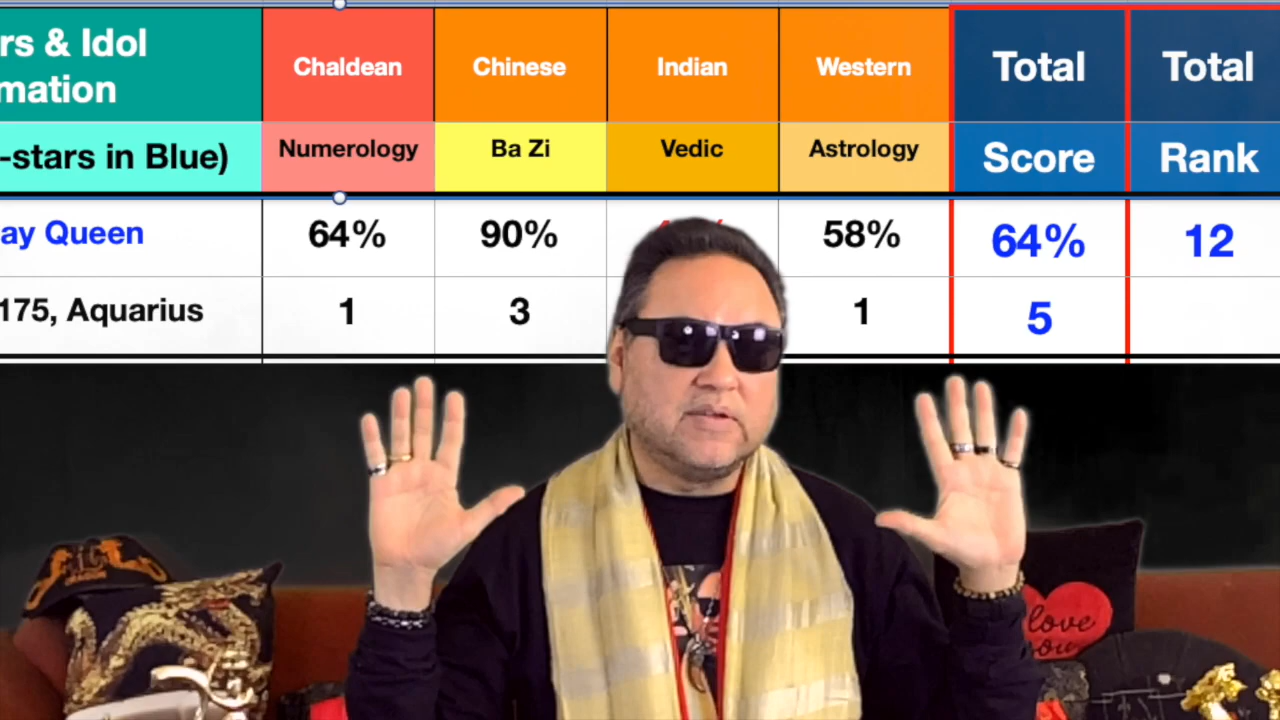 rs & Idol
mation
Chaldean
Chinese
Indian
Western
Total
Total
-stars in Blue)
Numerology
Ba Zi
Vedic
Astrology
Score
Rank
ay Queen
64%
90%
58%
64%
12
175, Aquarius
1
3
1
5
love
you